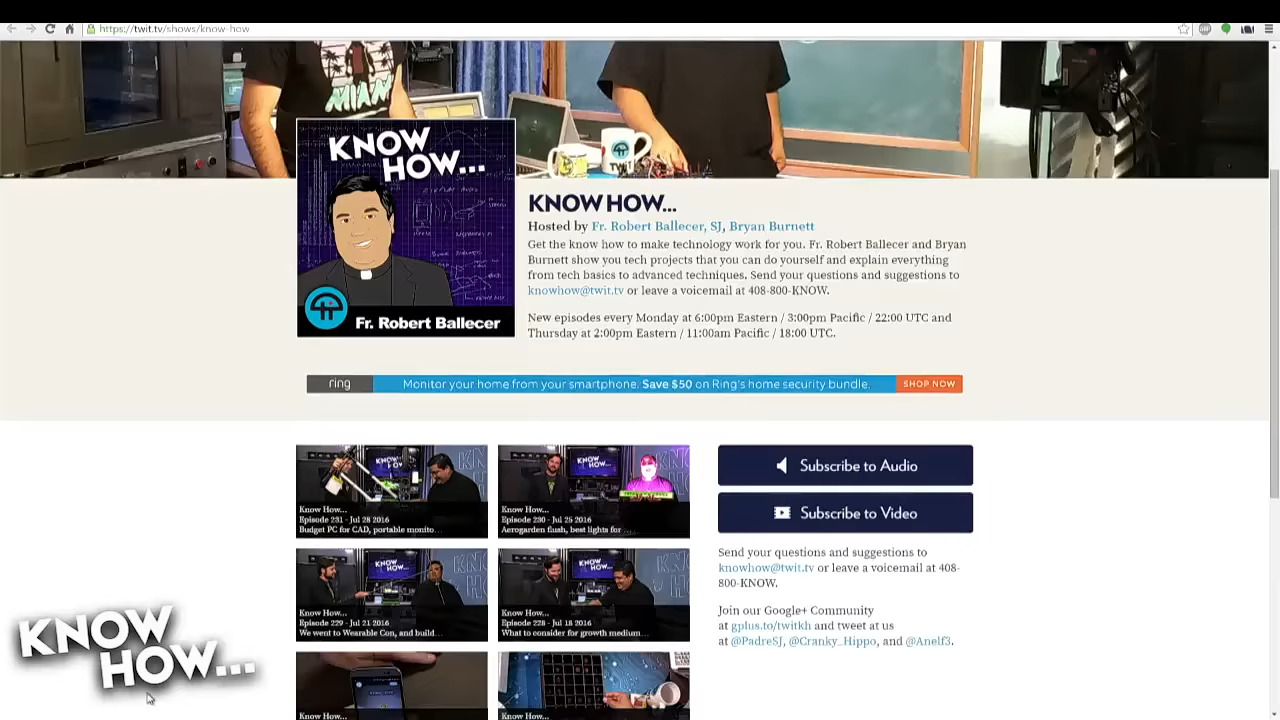 https://twit.tv/shows/know-how
MIAMI
KNOW
HOW...
Fr. Robert Ballecer
KNOW HOW...
Hosted by Fr. Robert Ballecer, SJ, Bryan Burnett
Get the know how to make technology work for you. Fr. Robert Ballecer and Bryan
Burnett show you tech projects that you can do yourself and explain everything
from tech basics to advanced techniques. Send your questions and suggestions to
knowhow@twit.tv or leave a voicemail at 408-800-KNOW.
New episodes every Monday at 6:00pm Eastern / 3:00pm Pacific / 22:00 UTC and
Thursday at 2:00pm Eastern / 11:00am Pacific / 18:00 UTC.
ring
Monitor your home from your smartphone. Save $50 on Ring's home security bundle.
SHOP NOW
Know How...
Episode 231 - Jul 28 2016
Budget PC for CAD, portable monito...
Know How...
Episode 230 - Jul 25 2016
Aerogarden flush, best lights for ...
Know How...
Episode 229 - Jul 21 2016
We went to Wearable Con, and build...
Know How...
Episode 228 - Jul 18 2016
What to consider for growth medium...
Know How...
Know How...
Subscribe to Audio
Subscribe to Video
Send your questions and suggestions to
knowhow@twit.tv or leave a voicemail at 408-
800-KNOW.
Join our Google+ Community
at gplus.to/twitkh and tweet at us
at @PadreSJ, @Cranky_Hippo, and @Anelf3.
KNOW
HOW...